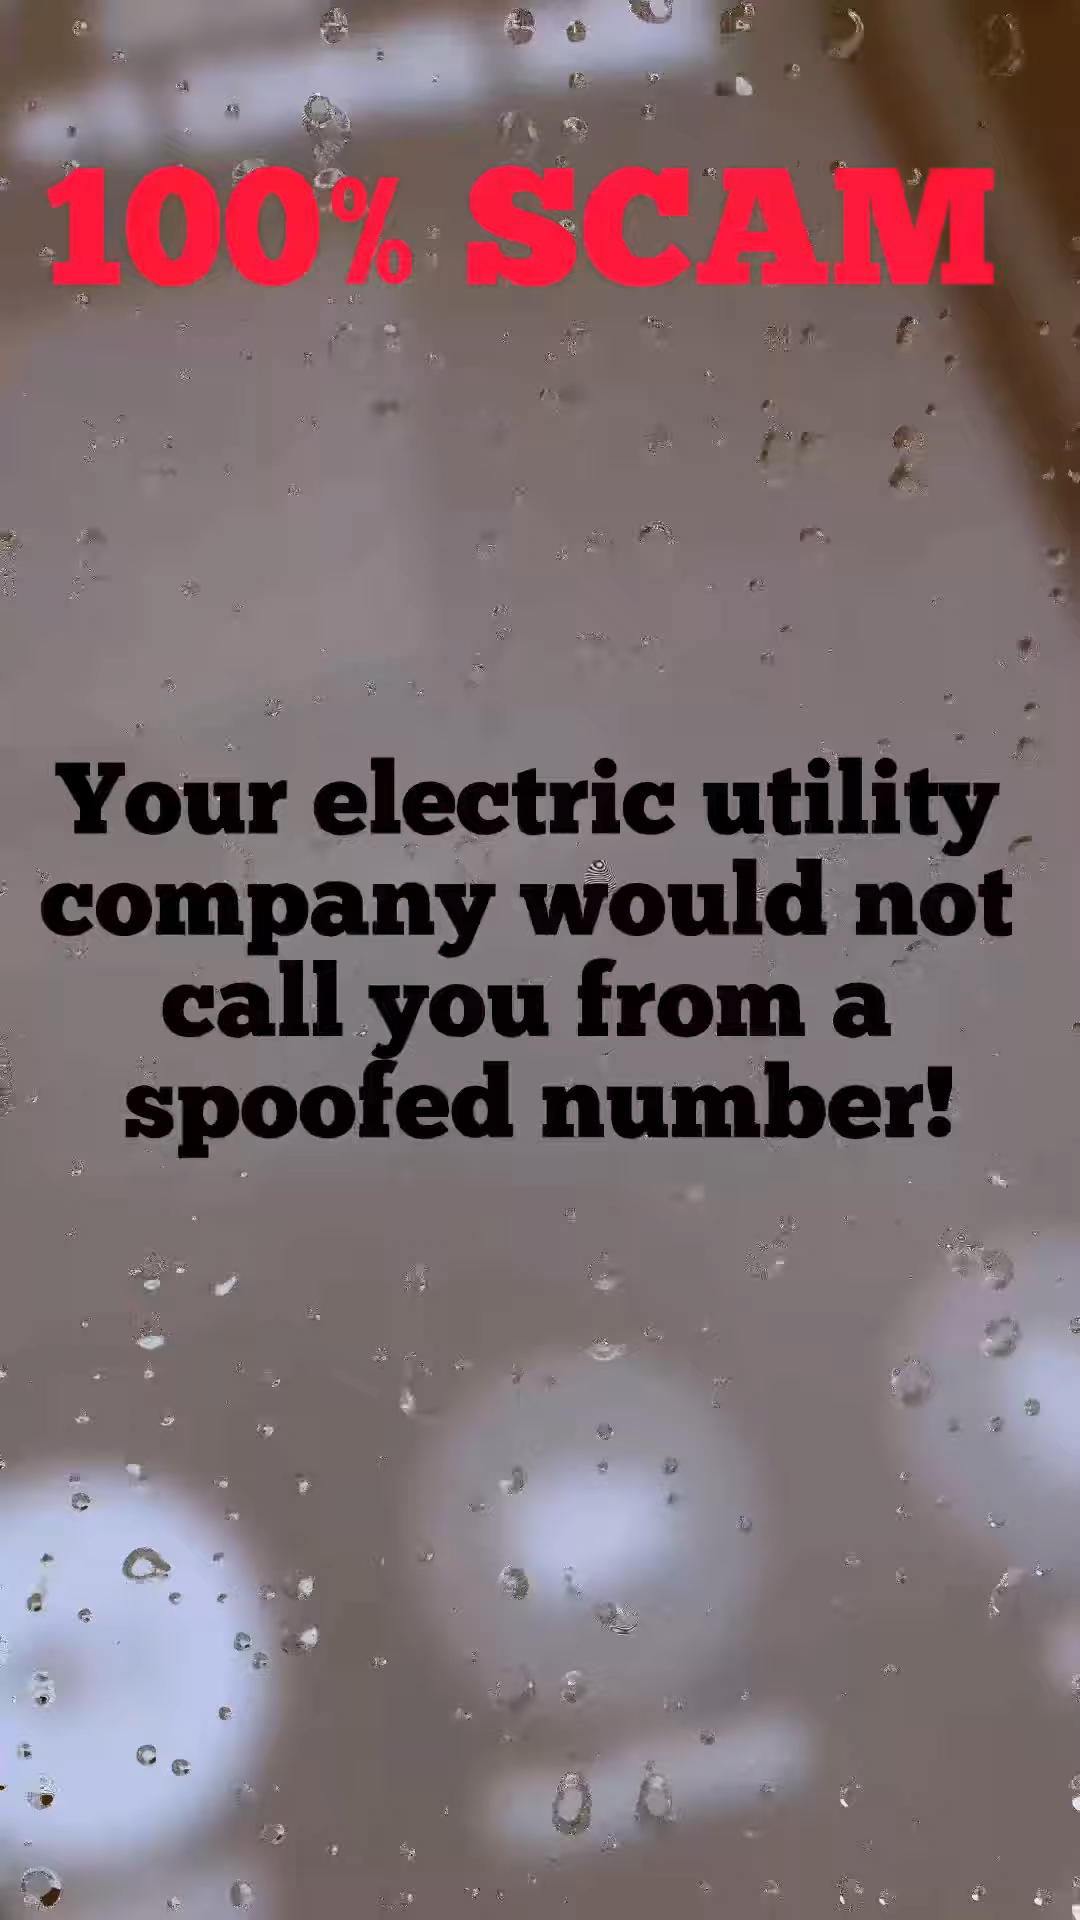 100% SCAM
Your electric utility
company would not
call you from a
spoofed number!